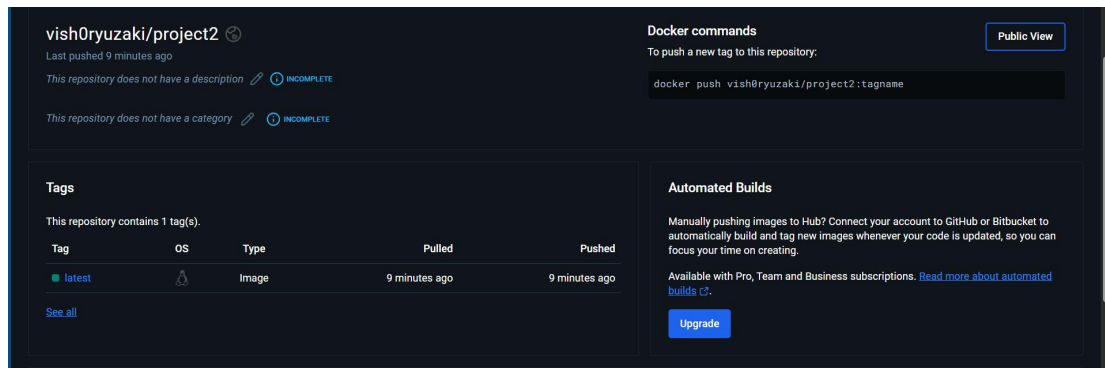 vish0ryuzaki/project2
Last pushed 9 minutes ago
This repository does not have a description INCOMPLETE
This repository does not have a category INCOMPLETE
Docker commands
To push a new tag to this repository:
Public View
docker push vish0ryuzaki/project2:tagname
Tags
This repository contains 1 tag(s).
Tag OS Type Pulled Pushed
latest Image 9 minutes ago 9 minutes ago
See all
Automated Builds
Manually pushing images to Hub? Connect your account to GitHub or Bitbucket to
automatically build and tag new images whenever your code is updated, so you can
focus your time on creating.
Available with Pro, Team and Business subscriptions. Read more about automated
builds.
Upgrade